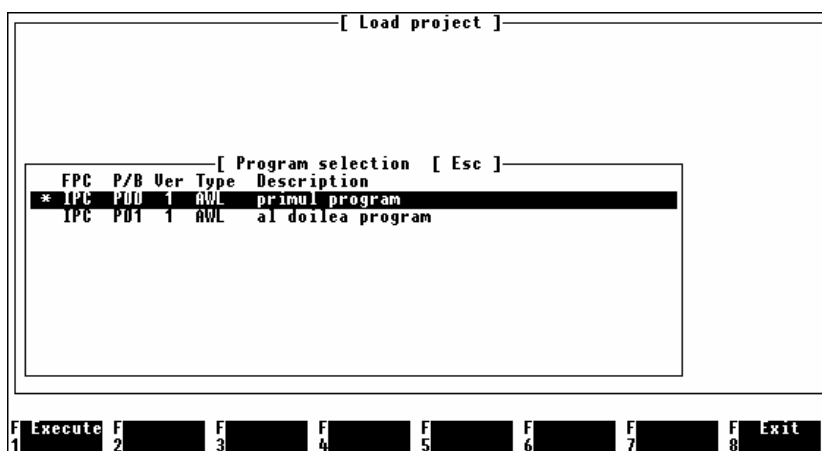 [ Load project ]
[ Program selection [ Esc ]
FPC P/B Ver Type Description
* IPC P00 1 AWL primul program
IPC P01 1 AWL al doilea program
F1 Execute F2 F3 F4 F5 F6 F7 F8 Exit